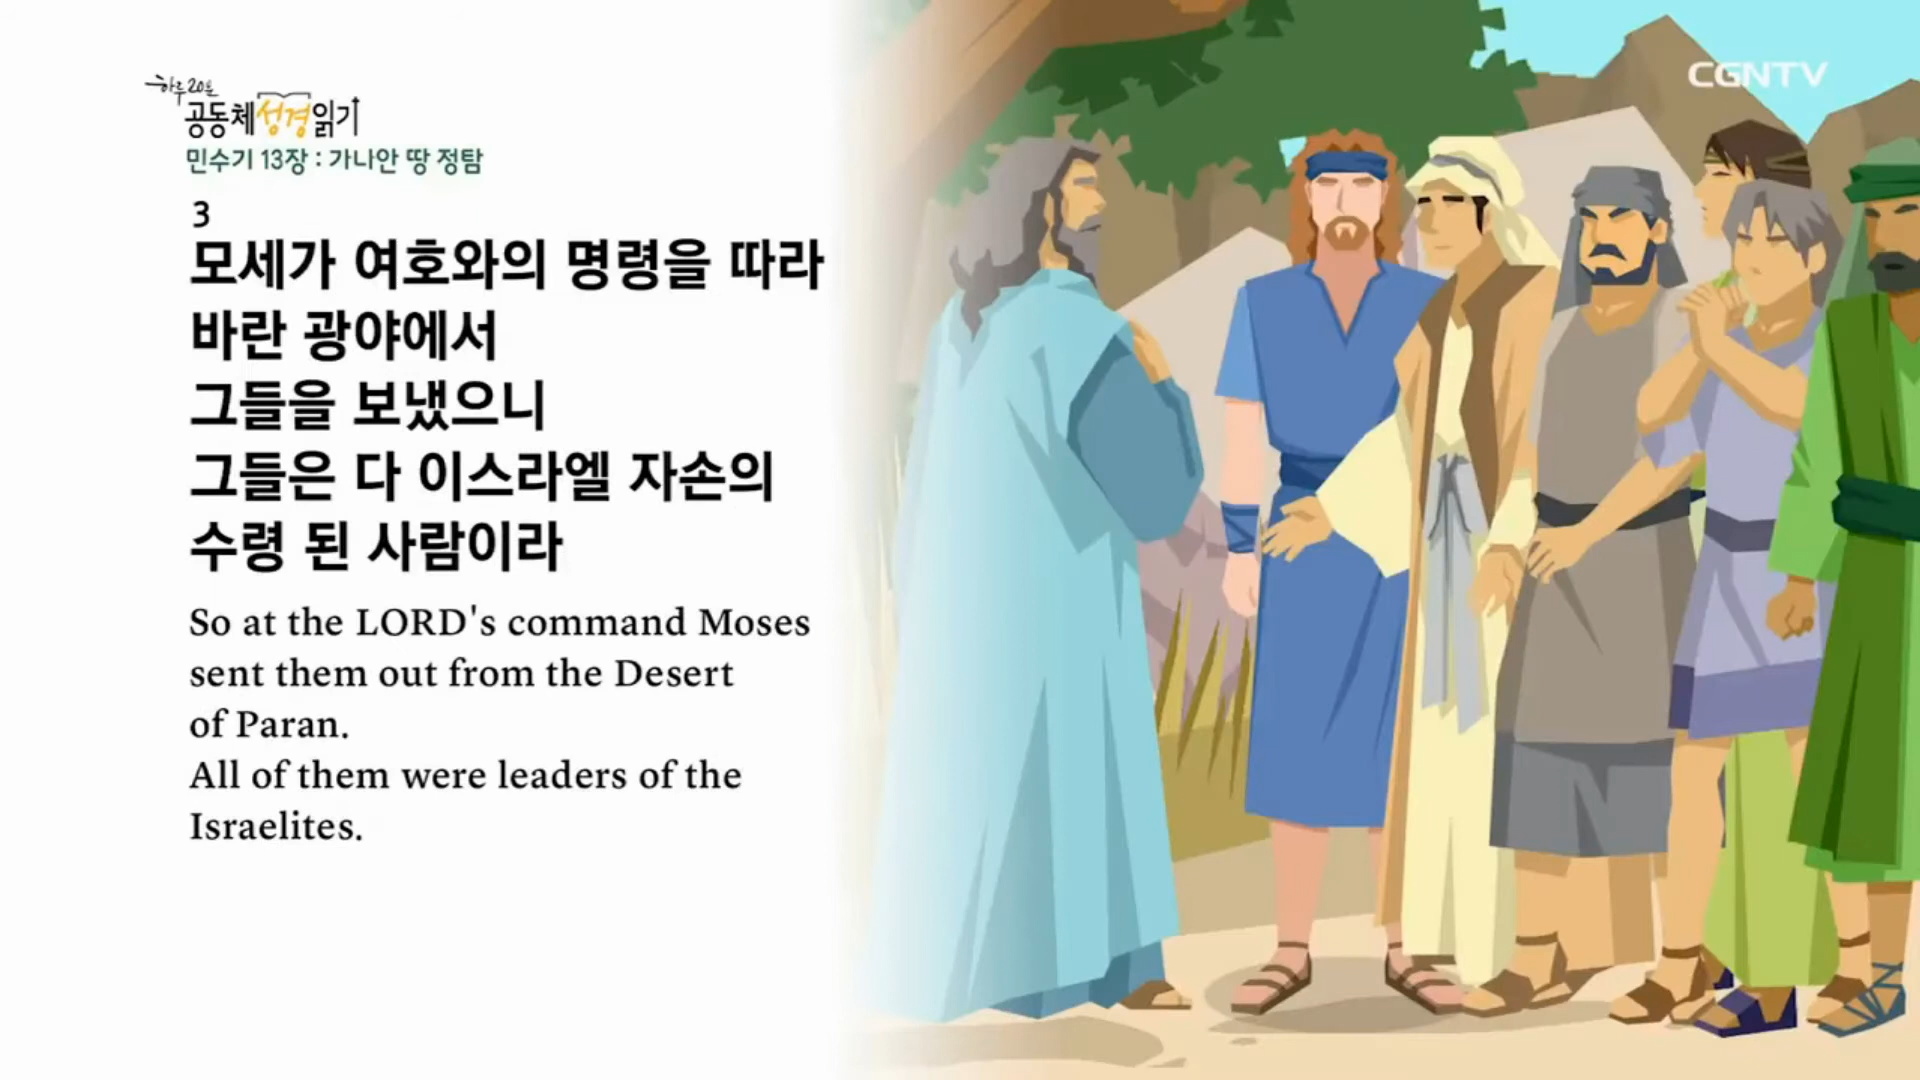 하루 20분
공동체성경읽기
민수기 13장 : 가나안 땅 정탐
3
모세가 여호와의 명령을 따라
바란 광야에서
그들을 보냈으니
그들은 다 이스라엘 자손의
수령 된 사람이라
So at the LORD's command Moses
sent them out from the Desert
of Paran.
All of them were leaders of the
Israelites.
CGNTV